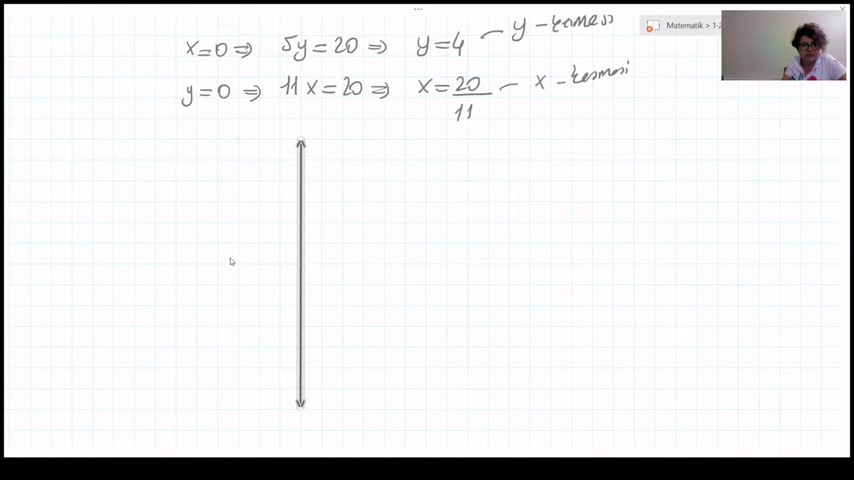 x=0 ⇒ 5y=20 ⇒ y=4 — y-kesmesi
y=0 ⇒ 11x=20 ⇒ x=20/11 — x-kesmesi
Matematik > 1-2